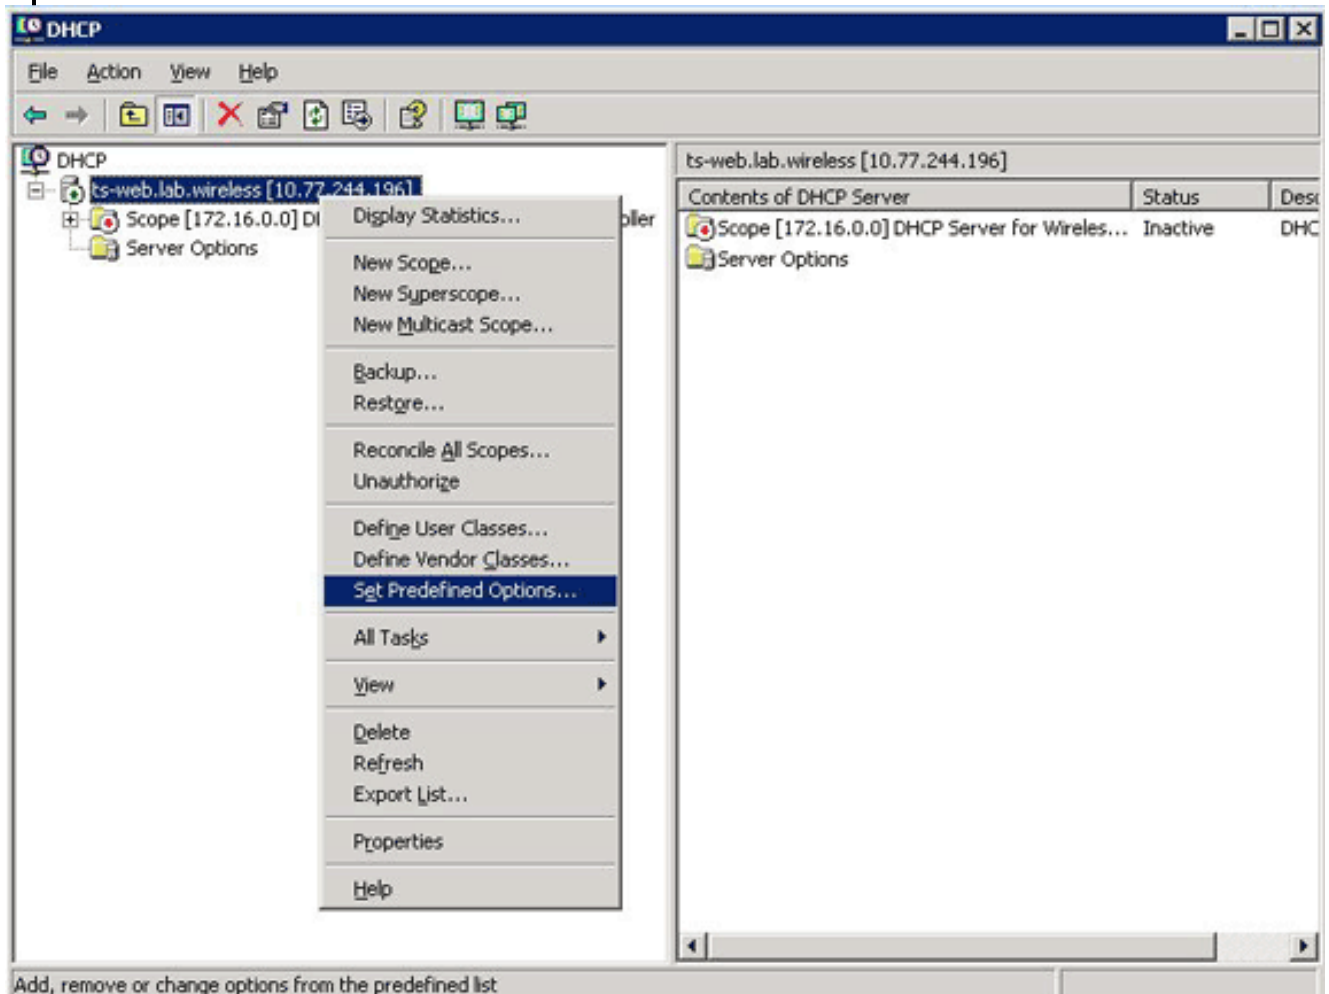 DHCP
File Action View Help
DHCP
ts-web.lab.wireless [10.77.244.196]
Scope [172.16.0.0] D
oller
Server Options
Display Statistics...
New Scope...
New Superscope...
New Multicast Scope...
Backup...
Restore...
Reconcile All Scopes...
Unauthorize
Define User Classes...
Define Vendor Classes...
Set Predefined Options...
All Tasks
View
Delete
Refresh
Export List...
Properties
Help
ts-web.lab.wireless [10.77.244.196]
Contents of DHCP Server Status Desc
Scope [172.16.0.0] DHCP Server for Wireles... Inactive DHC
Server Options
Add, remove or change options from the predefined list